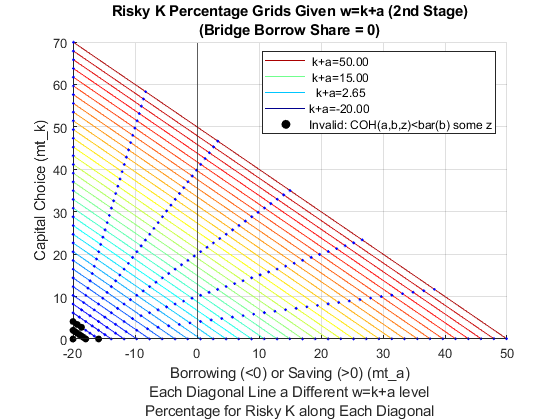 Risky K Percentage Grids Given w=k+a (2nd Stage)
(Bridge Borrow Share = 0)
70
60
50
40
30
20
10
0
Capital Choice (mt_k)
k+a=50.00
k+a=15.00
k+a=2.65
k+a=-20.00
Invalid: COH(a,b,z)<bar(b) some z
-20 -10 0 10 20 30 40 50
Borrowing (<0) or Saving (>0) (mt_a)
Each Diagonal Line a Different w=k+a level
Percentage for Risky K along Each Diagonal